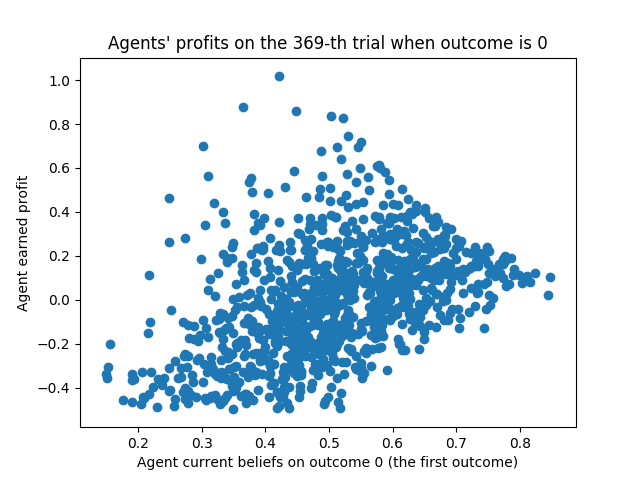 Agents' profits on the 369-th trial when outcome is 0
1.0
0.8
0.6
0.4
0.2
0.0
−0.2
−0.4
Agent earned profit
0.2 0.3 0.4 0.5 0.6 0.7 0.8
Agent current beliefs on outcome 0 (the first outcome)